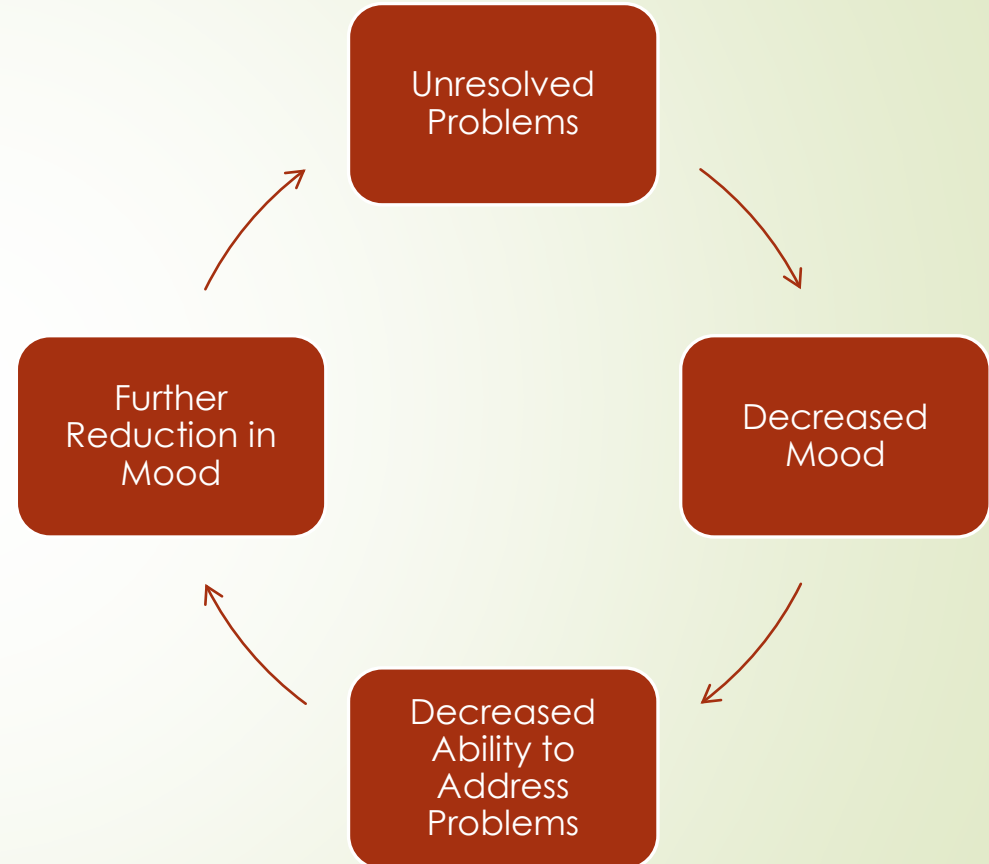 Unresolved
Problems
Decreased
Mood
Decreased
Ability to
Address
Problems
Further
Reduction in
Mood